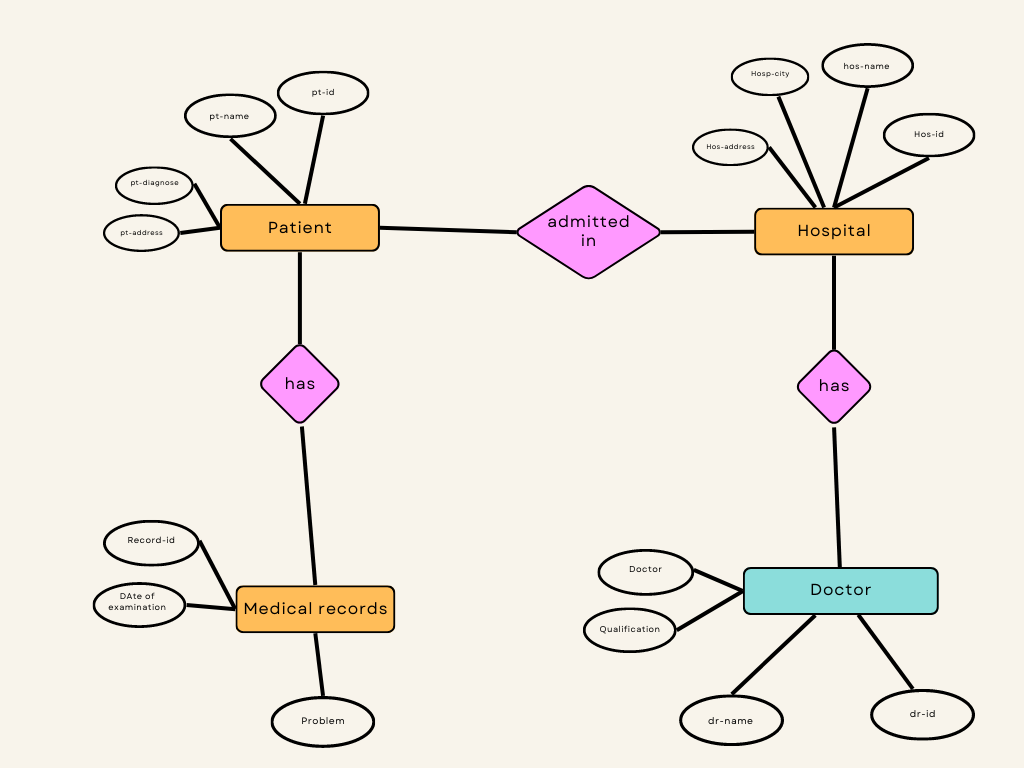 Hosp-city
hos-name
pt-id
pt-name
Hos-id
Hos-address
pt-diagnose
pt-address
Patient
admitted
in
Hospital
has
has
Record-id
DAte of
examination
Medical records
Doctor
Qualification
Doctor
Problem
dr-name
dr-id